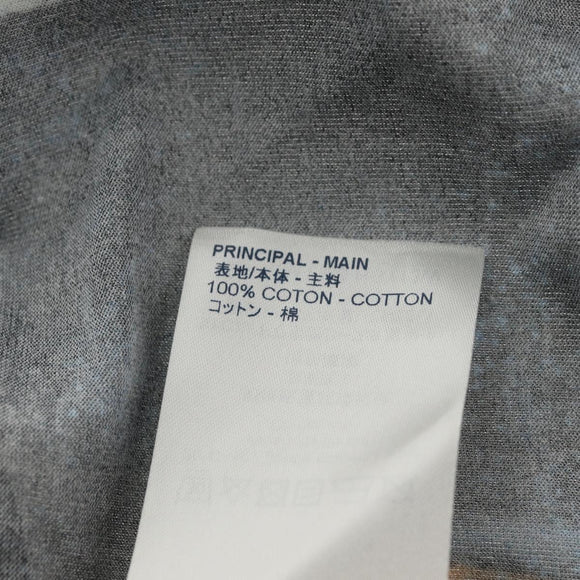 PRINCIPAL - MAIN
表地/本体 - 主料
100% COTON - COTTON
コットン - 棉